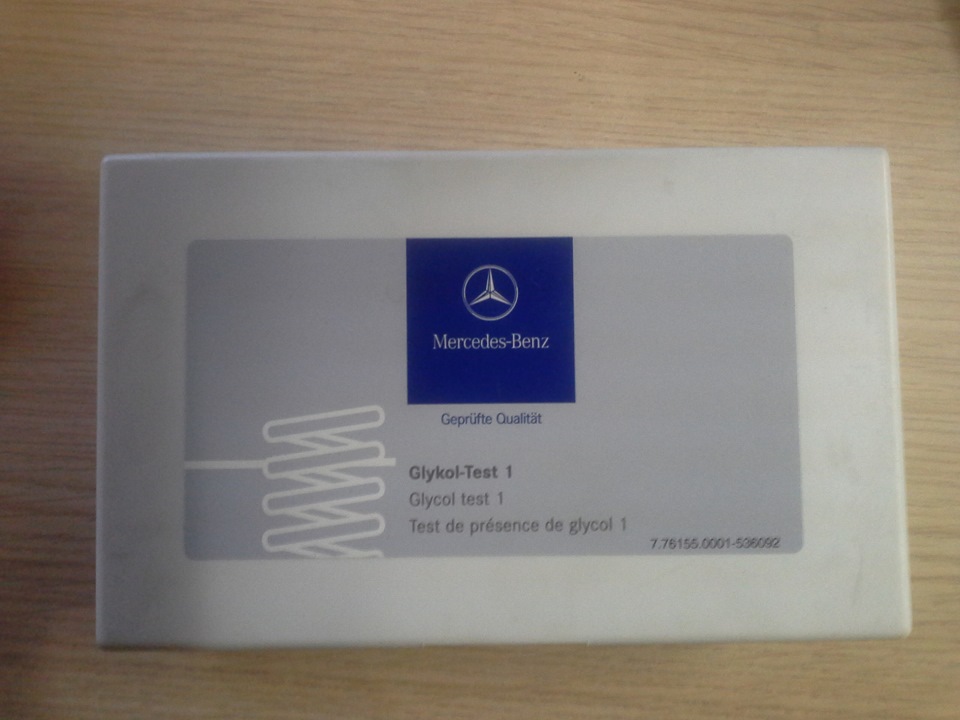 Mercedes-Benz
Geprüfte Qualität
Glykol-Test 1
Glycol test 1
Test de présence de glycol 1
7.76155.0001-536092